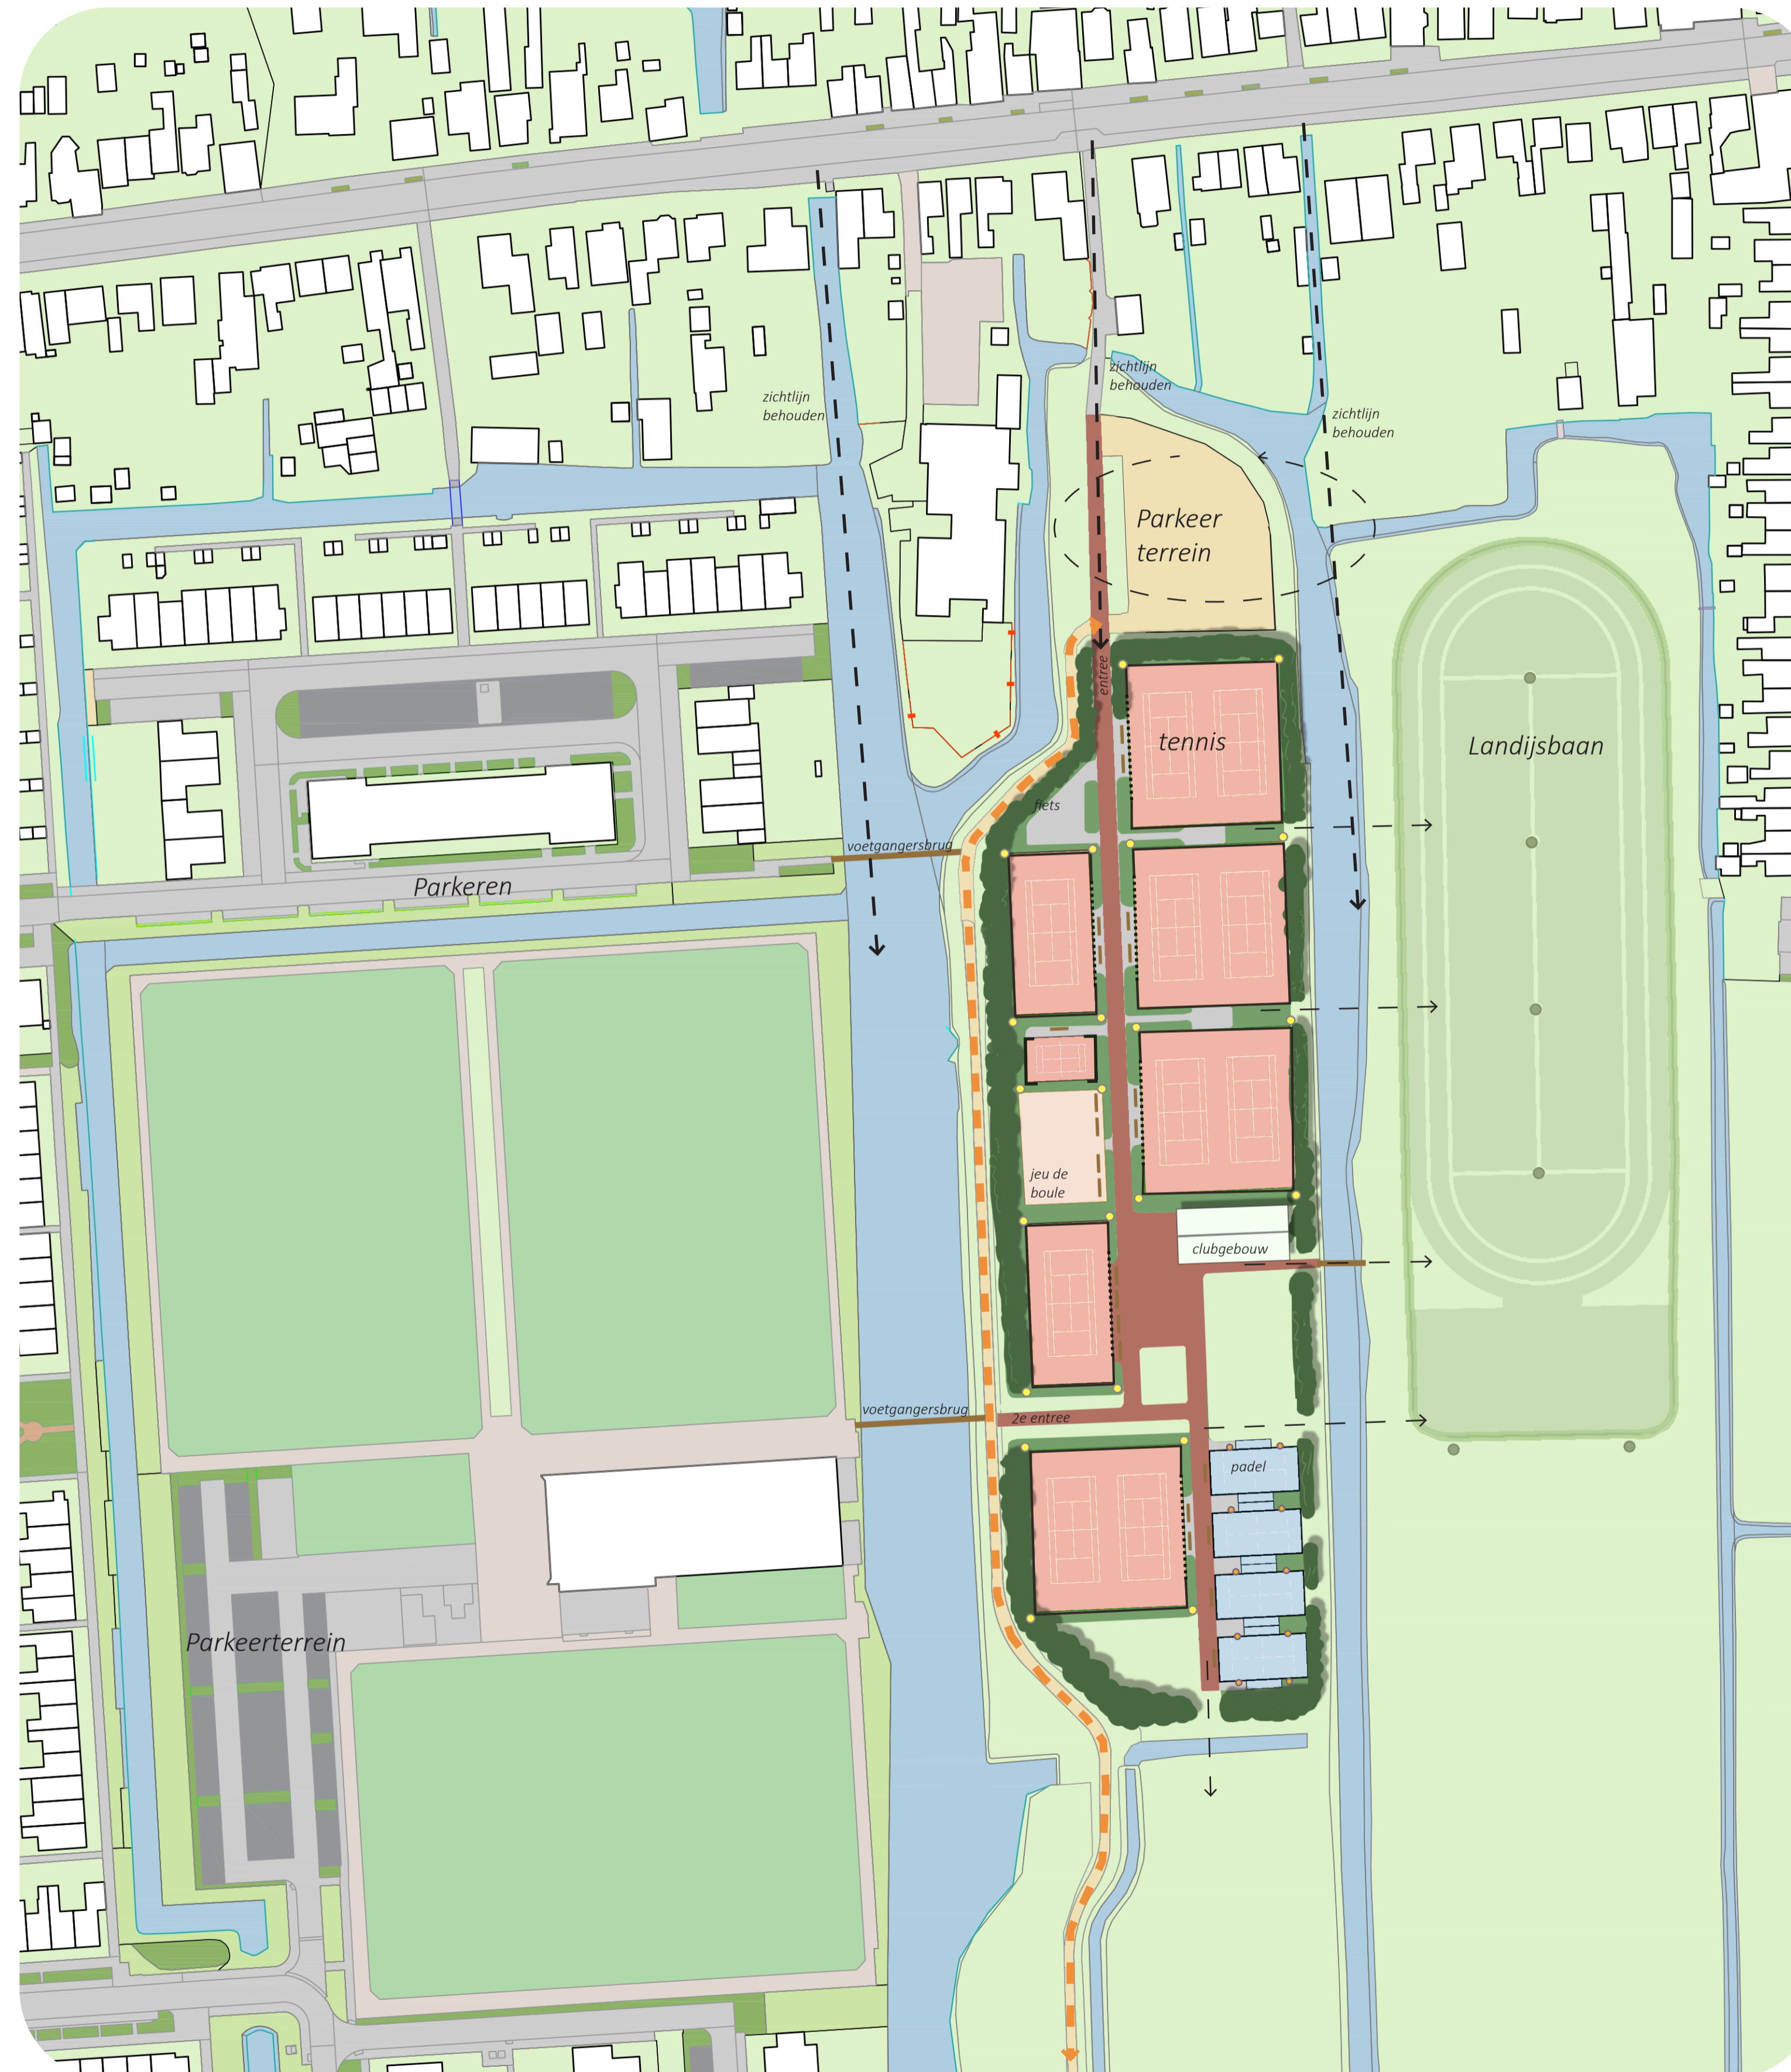 zichtlijn
behouden
zichtlijn
behouden
zichtlijn
behouden
Parkeer
terrein
entree
tennis
Landijsbaan
fiets
voetgangersbrug
Parkeren
jeu de
boule
clubgebouw
voetgangersbrug
2e entree
padel
Parkeerterrein